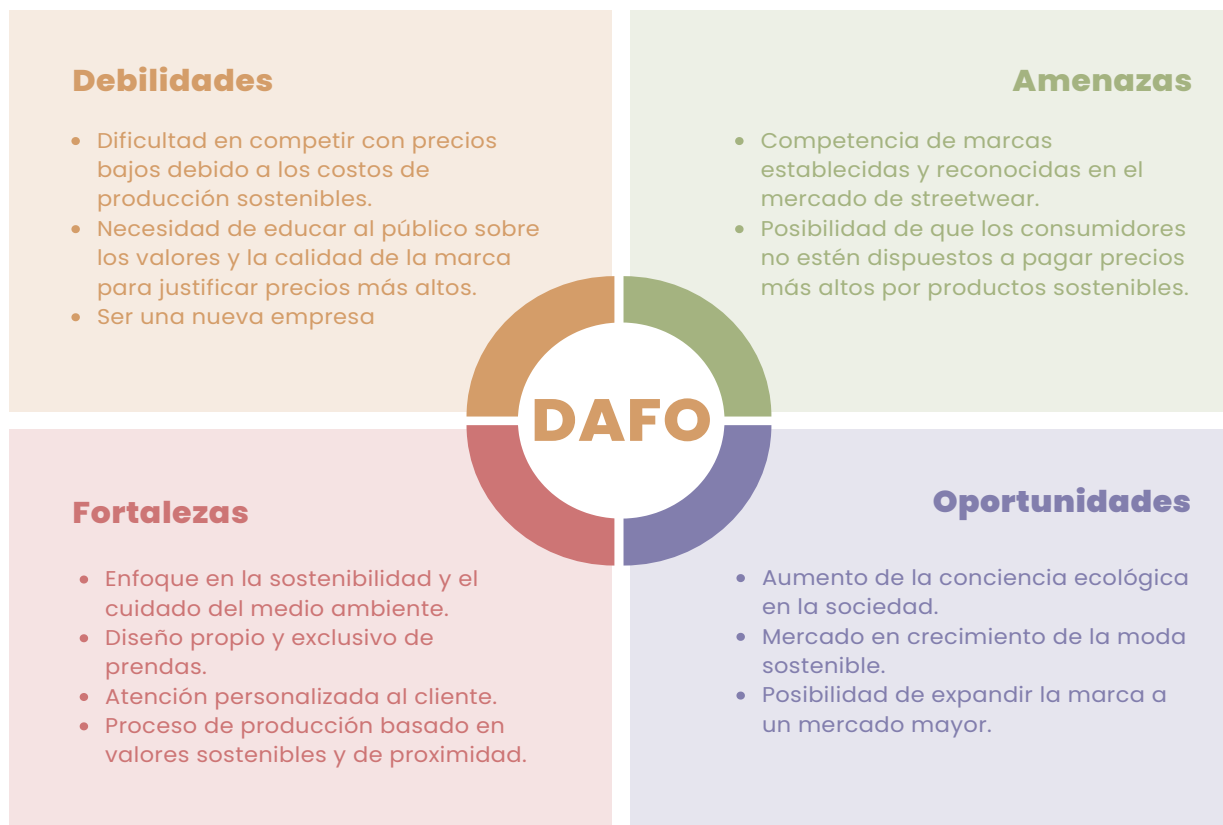 Debilidades
• Dificultad en competir con precios
bajos debido a los costos de
producción sostenibles.
• Necesidad de educar al público sobre
los valores y la calidad de la marca
para justificar precios más altos.
• Ser una nueva empresa
Amenazas
• Competencia de marcas
establecidas y reconocidas en el
mercado de streetwear.
• Posibilidad de que los consumidores
no estén dispuestos a pagar precios
más altos por productos sostenibles.
DAFO
Fortalezas
• Enfoque en la sostenibilidad y el
cuidado del medio ambiente.
• Diseño propio y exclusivo de
prendas.
• Atención personalizada al cliente.
• Proceso de producción basado en
valores sostenibles y de proximidad.
Oportunidades
• Aumento de la conciencia ecológica
en la sociedad.
• Mercado en crecimiento de la moda
sostenible.
• Posibilidad de expandir la marca a
un mercado mayor.